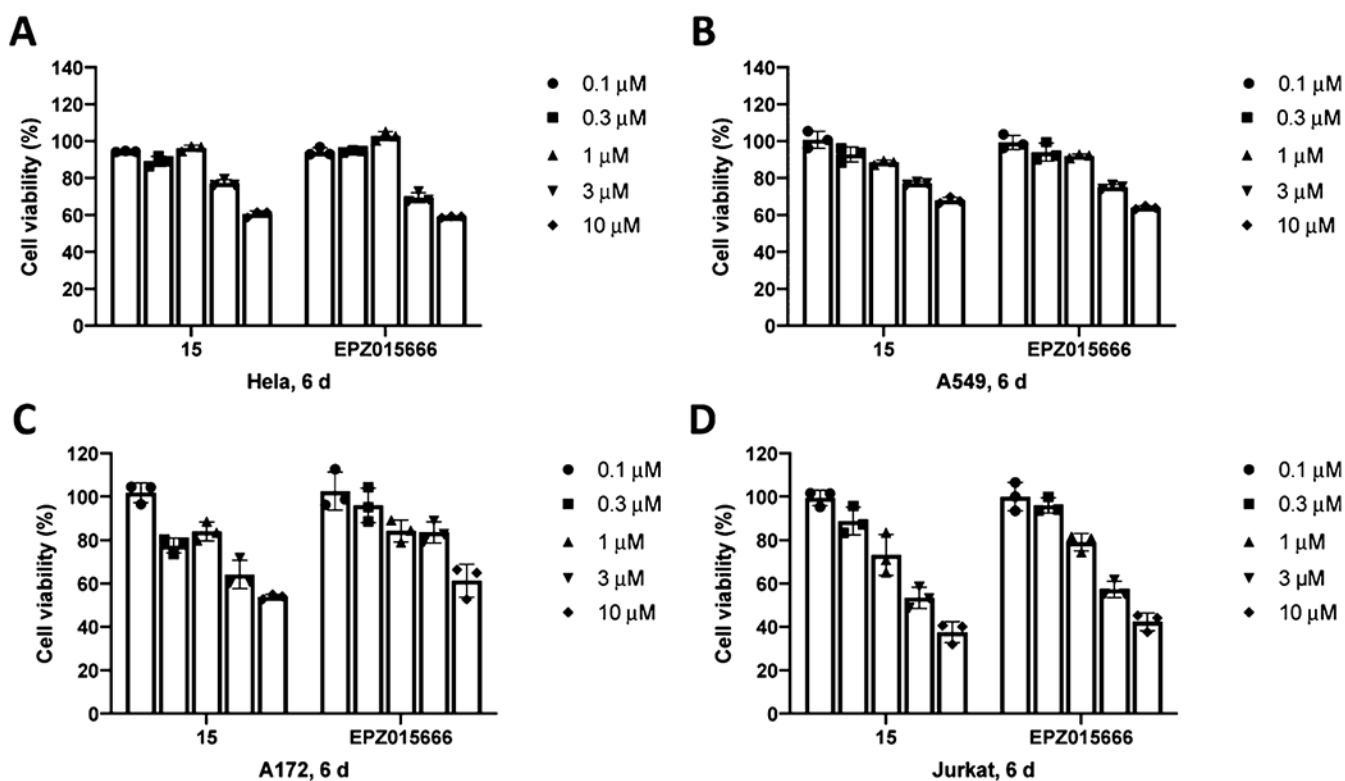 A
Cell viability (%)
140
120
100
80
60
40
20
0
15
EPZ015666
Hela, 6 d
0.1 μM
0.3 μM
1 μM
3 μM
10 μM
B
Cell viability (%)
140
120
100
80
60
40
20
0
15
EPZ015666
A549, 6 d
0.1 μM
0.3 μM
1 μM
3 μM
10 μM
C
Cell viability (%)
120
100
80
60
40
20
0
15
EPZ015666
A172, 6 d
0.1 μM
0.3 μM
1 μM
3 μM
10 μM
D
Cell viability (%)
120
100
80
60
40
20
0
15
EPZ015666
Jurkat, 6 d
0.1 μM
0.3 μM
1 μM
3 μM
10 μM